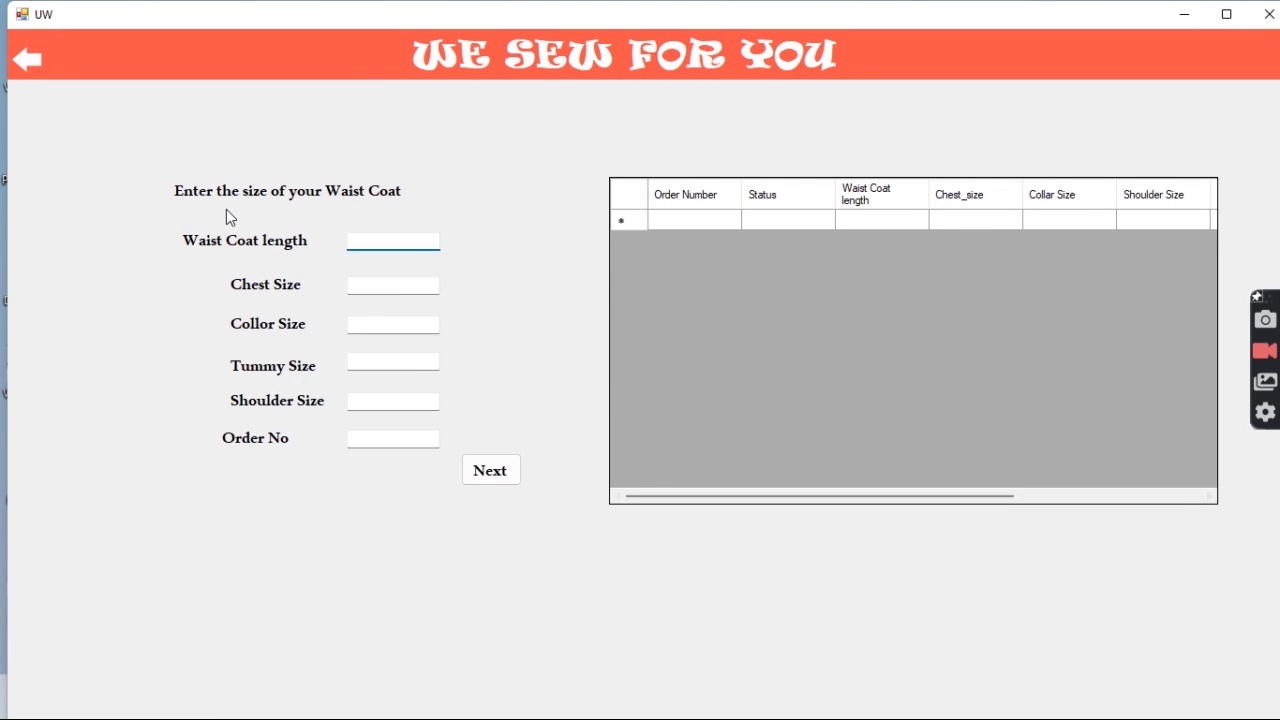 UW
WE SEW FOR YOU
Enter the size of your Waist Coat
Waist Coat length
Chest Size
Collor Size
Tummy Size
Shoulder Size
Order No
Next
Order Number Status Waist Coat length Chest_size Collar Size Shoulder Size
*